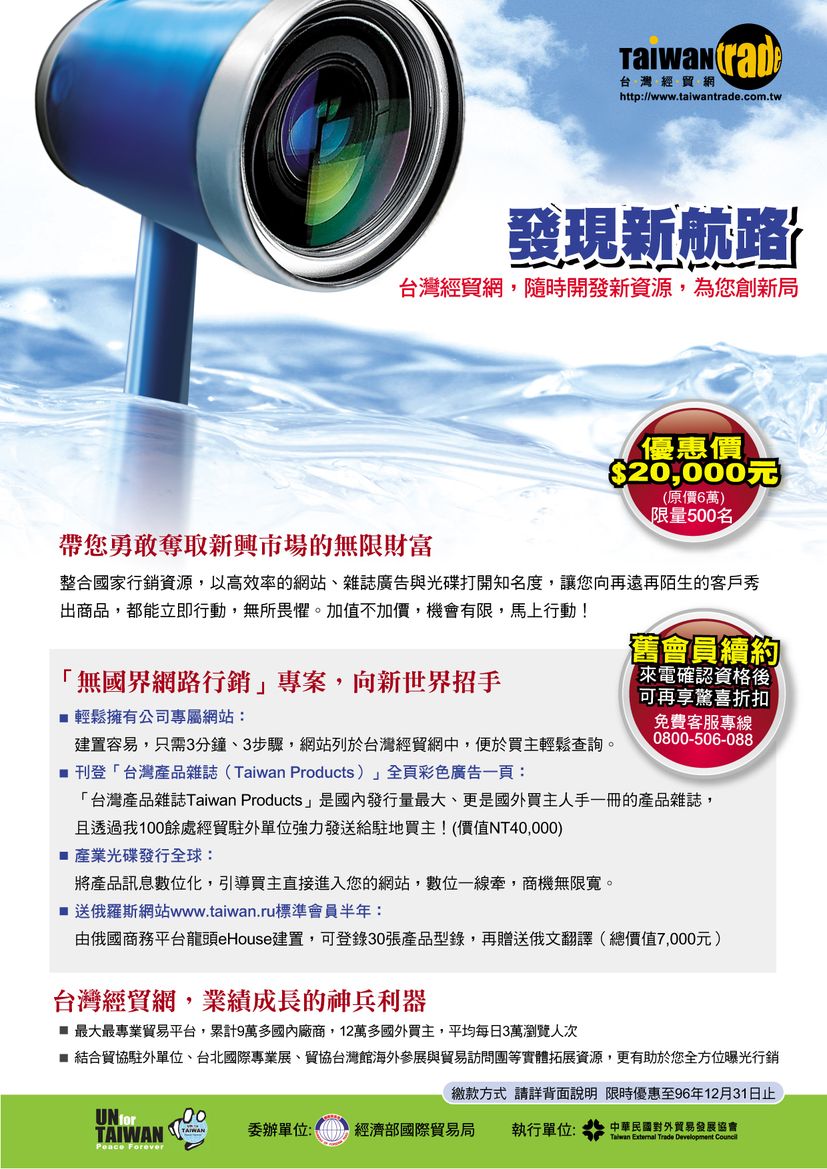 Taiwantrade
台灣經貿網
http://www.taiwantrade.com.tw
發現新航路
台灣經貿網，隨時開發新資源，為您創新局
優惠價
$20,000元
(原價6萬)
限量500名
帶您勇敢奪取新興市場的無限財富
整合國家行銷資源，以高效率的網站、雜誌廣告與光碟打開知名度，讓您向再遠再陌生的客戶秀
出商品，都能立即行動，無所畏懼。加值不加價，機會有限，馬上行動！
舊會員續約
來電確認資格後
可再享驚喜折扣
免費客服專線
0800-506-088
「無國界網路行銷」專案，向新世界招手
■ 輕鬆擁有公司專屬網站：
建置容易，只需3分鐘、3步驟，網站列於台灣經貿網中，便於買主輕鬆查詢。
■ 刊登「台灣產品雜誌（Taiwan Products）」全頁彩色廣告一頁：
「台灣產品雜誌Taiwan Products」是國內發行量最大、更是國外買主人手一冊的產品雜誌，
且透過我100餘處經貿駐外單位強力發送給駐地買主！(價值NT40,000)
■ 產業光碟發行全球：
將產品訊息數位化，引導買主直接進入您的網站，數位一線牽，商機無限寬。
■ 送俄羅斯網站www.taiwan.ru標準會員半年：
由俄國商務平台龍頭eHouse建置，可登錄30張產品型錄，再贈送俄文翻譯（總價值7,000元）
台灣經貿網，業績成長的神兵利器
■ 最大最專業貿易平台，累計9萬多國內廠商，12萬多國外買主，平均每日3萬瀏覽人次
■ 結合貿協駐外單位、台北國際專業展、貿協台灣館海外參展與貿易訪問團等實體拓展資源，更有助於您全方位曝光行銷
繳款方式 請詳背面說明 限時優惠至96年12月31日止
UN for
TAIWAN
Peace Forever
委辦單位: 經濟部國際貿易局
執行單位: 中華民國對外貿易發展協會
Taiwan External Trade Development Council